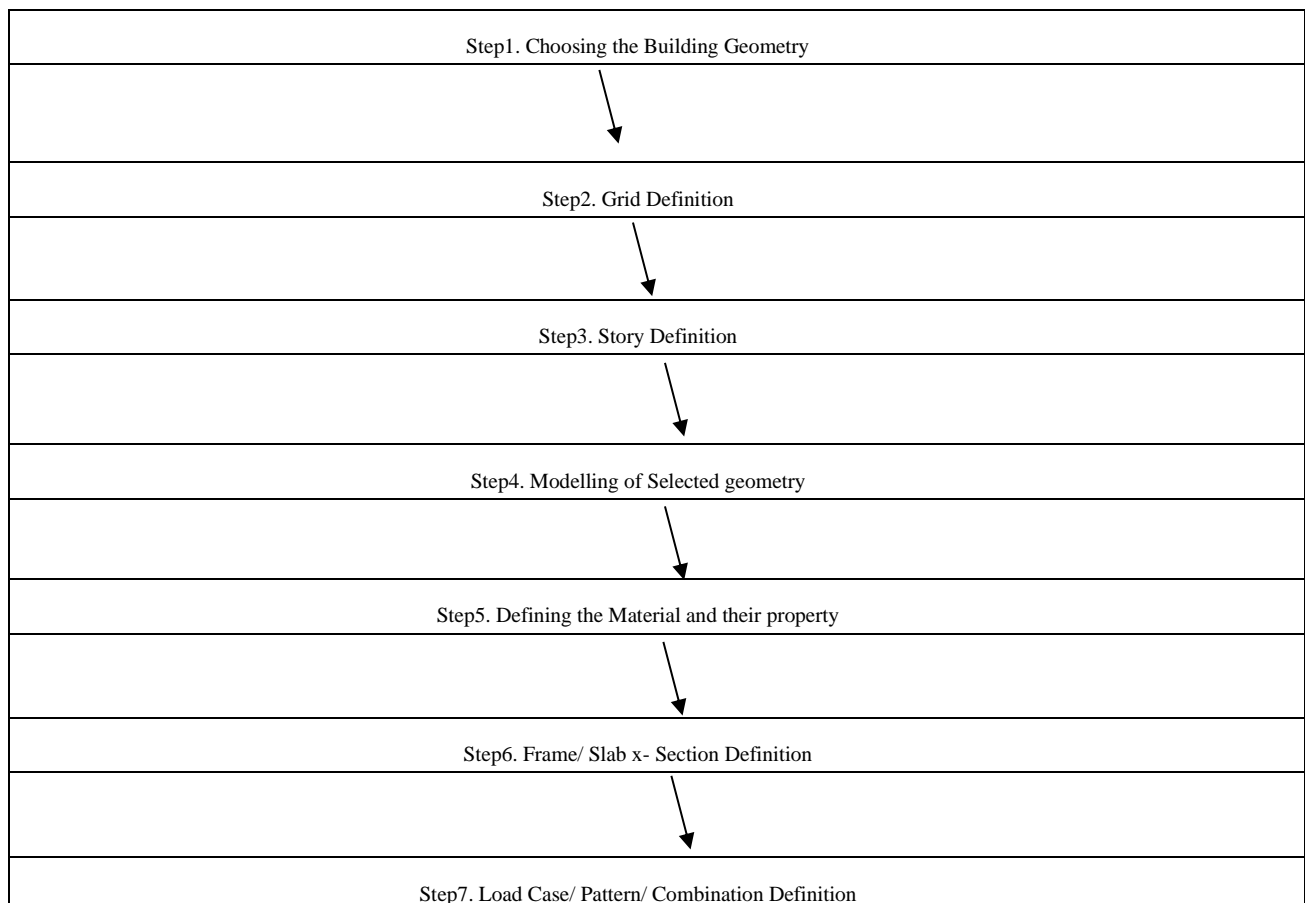 Step1. Choosing the Building Geometry
Step2. Grid Definition
Step3. Story Definition
Step4. Modelling of Selected geometry
Step5. Defining the Material and their property
Step6. Frame/ Slab x- Section Definition
Step7. Load Case/ Pattern/ Combination Definition